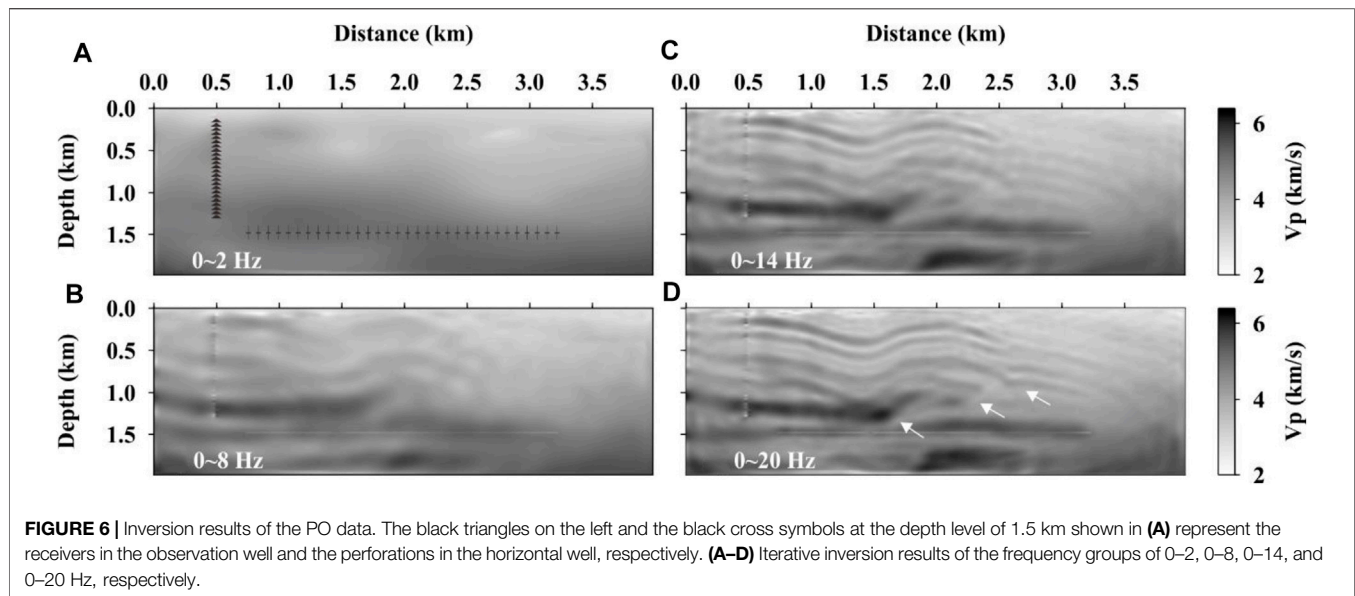 Distance (km)
Distance (km)
A
C
0.0 0.5 1.0 1.5 2.0 2.5 3.0 3.5
0.0 0.5 1.0 1.5 2.0 2.5 3.0 3.5
0.0
0.5
1.0
1.5
Depth (km)
0~2 Hz
0~14 Hz
6
4
2
Vp (km/s)
B
D
0.0
0.5
1.0
1.5
Depth (km)
0~8 Hz
0~20 Hz
6
4
2
Vp (km/s)
FIGURE 6 | Inversion results of the PO data. The black triangles on the left and the black cross symbols at the depth level of 1.5 km shown in (A) represent the
receivers in the observation well and the perforations in the horizontal well, respectively. (A–D) Iterative inversion results of the frequency groups of 0–2, 0–8, 0–14, and
0–20 Hz, respectively.